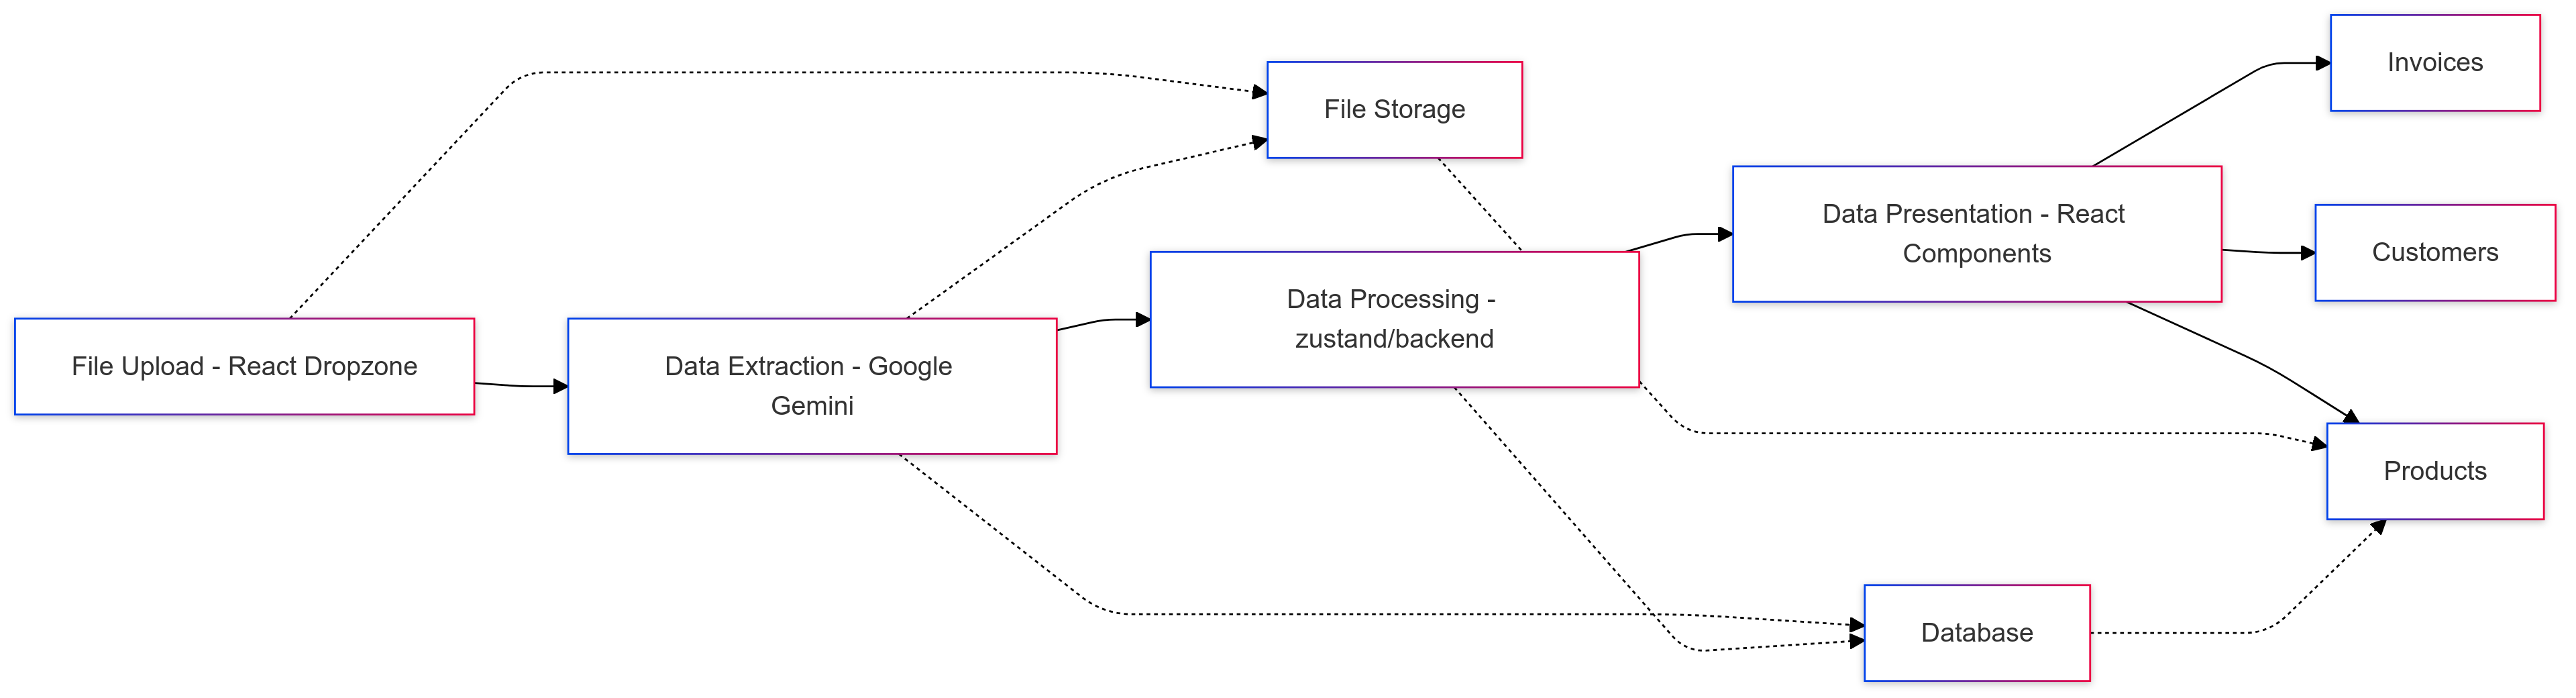 File Upload - React Dropzone
Data Extraction - Google
Gemini
File Storage
Data Processing -
zustand/backend
Data Presentation - React
Components
Database
Invoices
Customers
Products